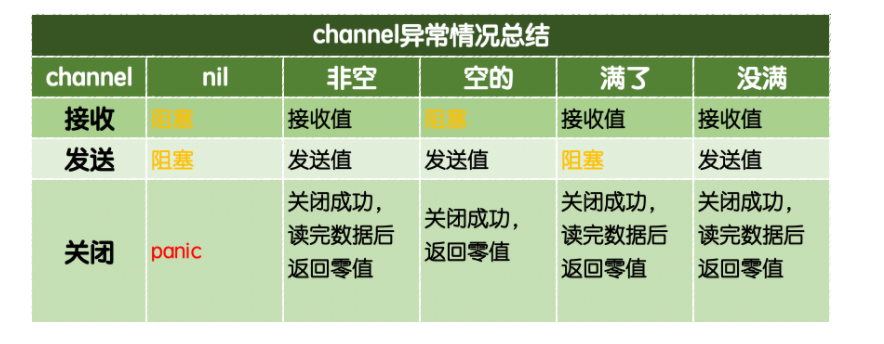 channel异常情况总结
channel nil 非空 空的 满了 没满
接收 阻塞 接收值 阻塞 接收值 接收值
发送 阻塞 发送值 发送值 阻塞 发送值
关闭 panic 关闭成功,读完数据后返回零值 关闭成功,返回零值 关闭成功,读完数据后返回零值 关闭成功,读完数据后返回零值